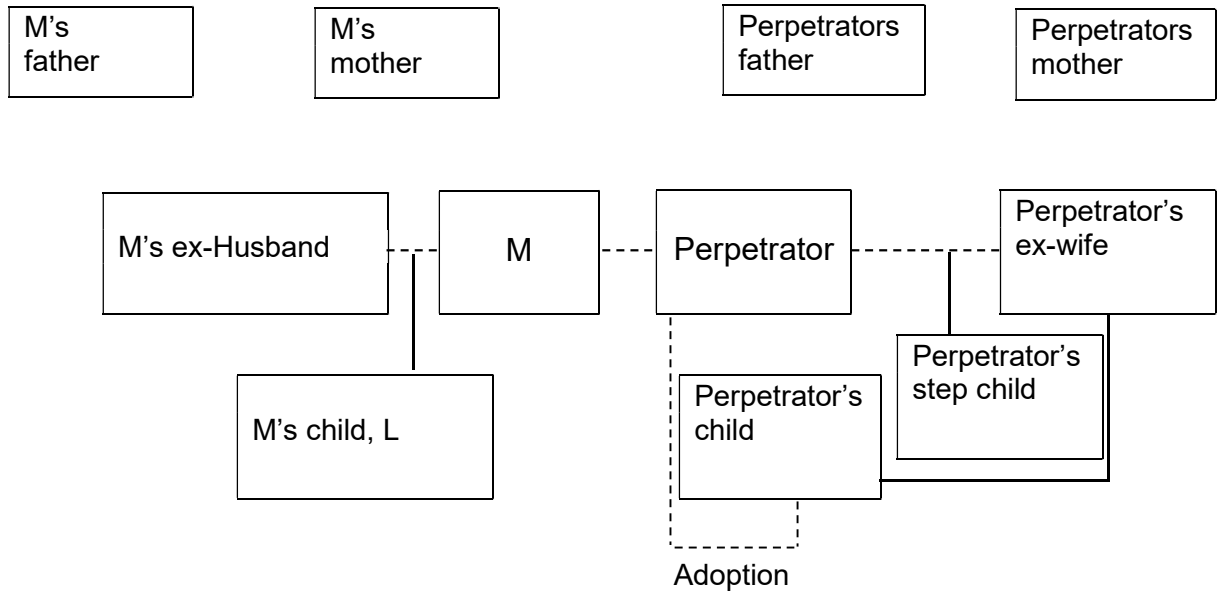 M's
father
M's
mother
Perpetrators
father
Perpetrators
mother
M’s ex-Husband
M
Perpetrator
Perpetrator’s
ex-wife
M’s child, L
Perpetrator’s
child
Perpetrator’s
step child
Adoption